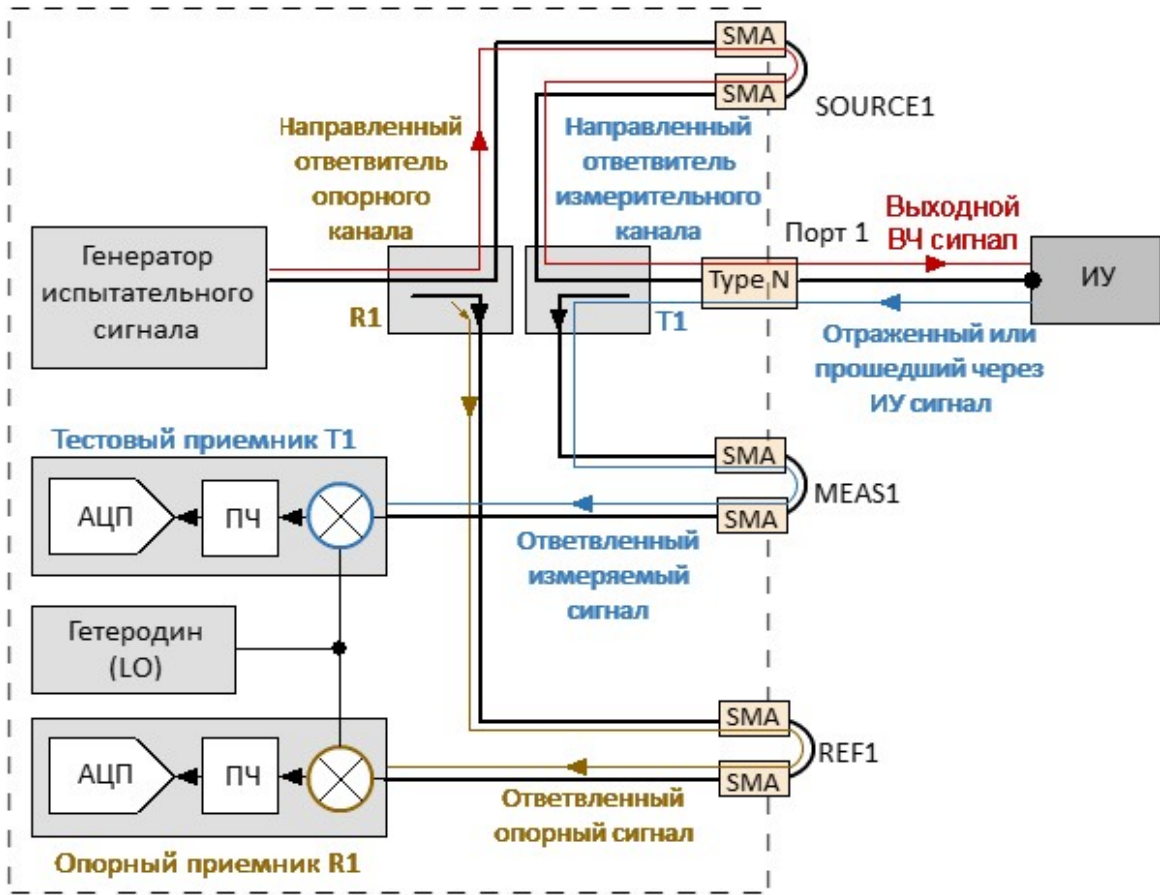 SMA
SMA
SOURCE1
Направленный
ответвитель
опорного
канала
Направленный
ответвитель
измерительного
канала
Генератор
испытательного
сигнала
R1
T1
Порт 1
Type N
Выходной
ВЧ сигнал
ИУ
Отраженный или
прошедший через
ИУ сигнал
Тестовый приемник T1
АЦП
ПЧ
SMA
SMA
MEAS1
Ответвленный
измеряемый
сигнал
Гетеродин
(LO)
АЦП
ПЧ
SMA
SMA
REF1
Ответвленный
опорный сигнал
Опорный приемник R1